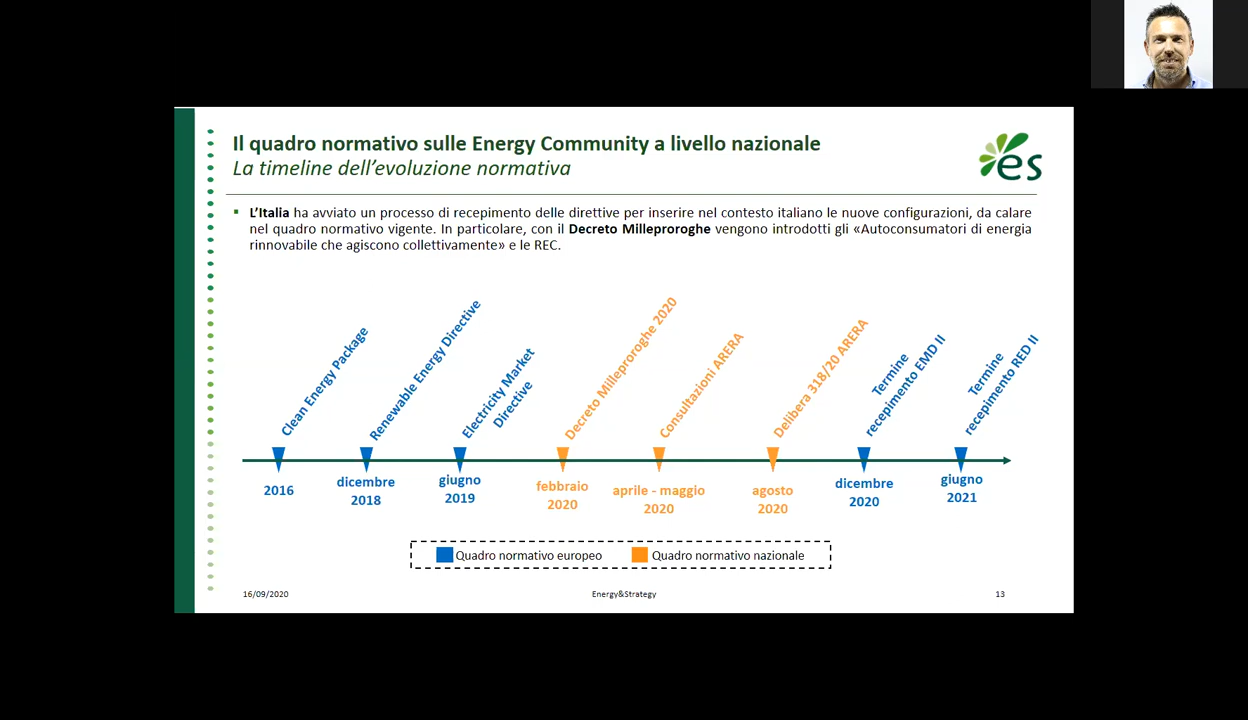 Il quadro normativo sulle Energy Community a livello nazionale
La timeline dell'evoluzione normativa
es
▪ L'Italia ha avviato un processo di recepimento delle direttive per inserire nel contesto italiano le nuove configurazioni, da calare
nel quadro normativo vigente. In particolare, con il Decreto Milleproroghe vengono introdotti gli «Autoconsumatori di energia
rinnovabile che agiscono collettivamente» e le REC.
Clean Energy Package
Renewable Energy Directive
Electricity Market
Directive
Decreto Milleproroghe 2020
Consultazioni ARERA
Delibera 318/20 ARERA
Termine
recepimento EMD II
Termine
recepimento RED II
2016
dicembre
2018
giugno
2019
febbraio
2020
aprile - maggio
2020
agosto
2020
dicembre
2020
giugno
2021
Quadro normativo europeo
Quadro normativo nazionale
16/09/2020
Energy&Strategy
13